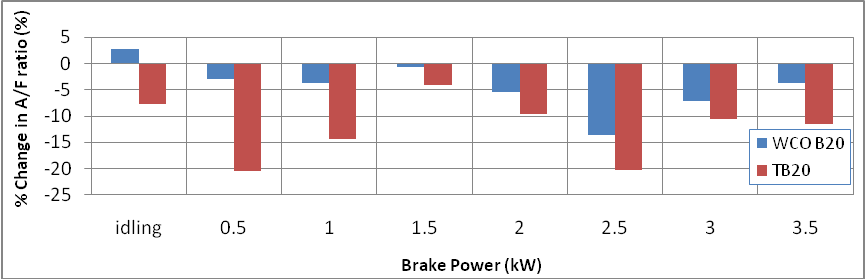 % Change in A/F ratio (%)
5
0
-5
-10
-15
-20
-25
WCO B20
TB20
idling 0.5 1 1.5 2 2.5 3 3.5
Brake Power (kW)